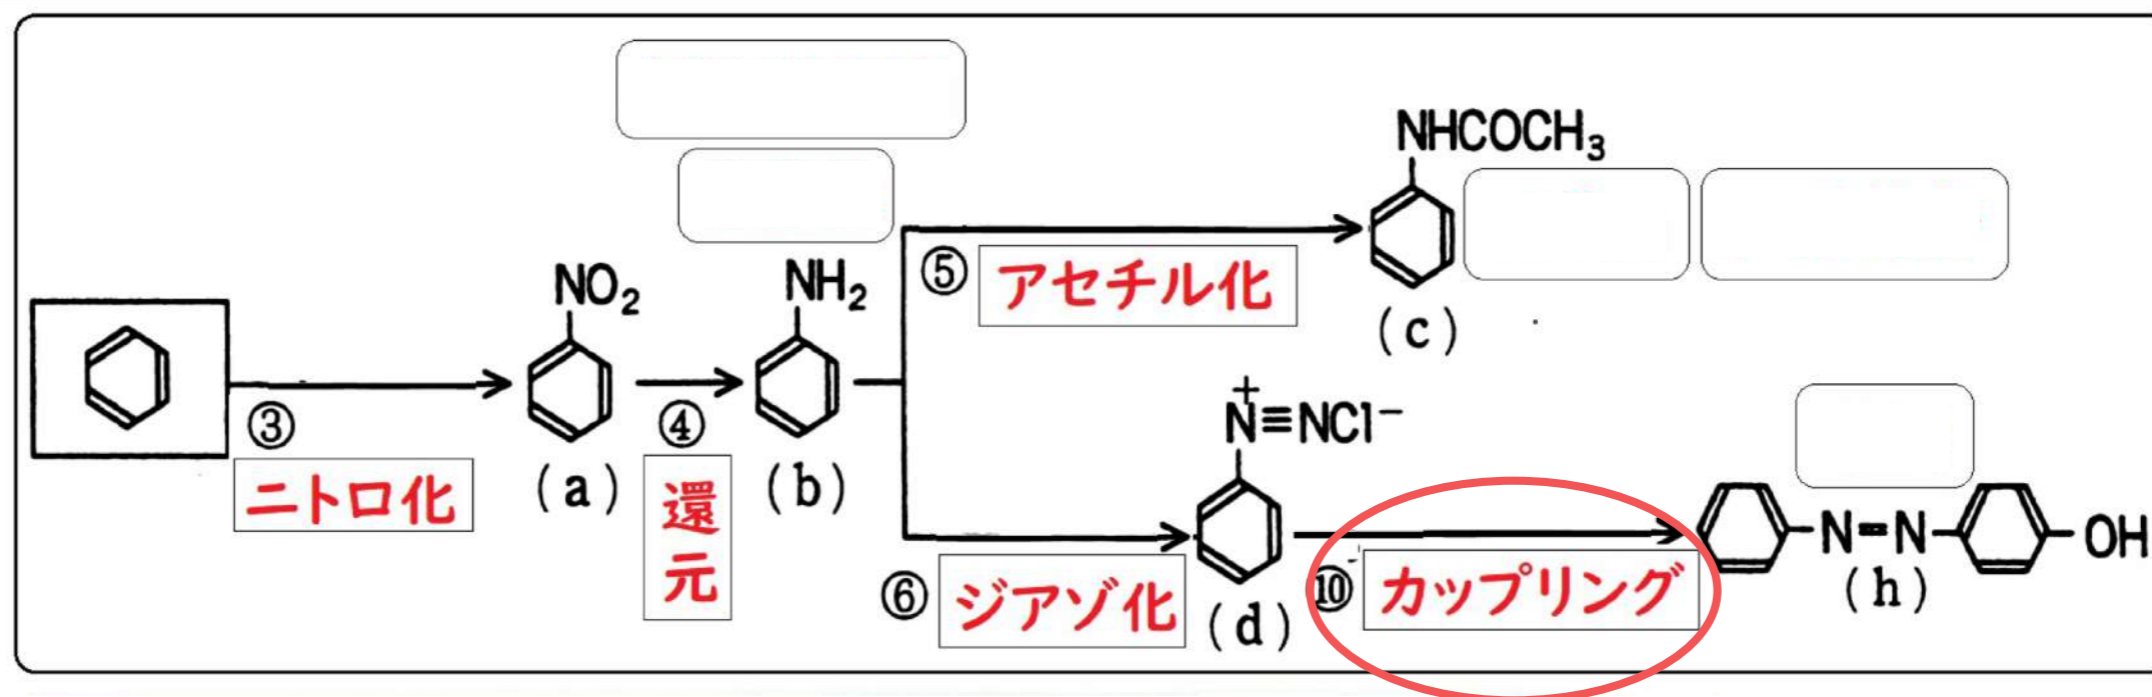 NHCOCH₃
⑤ アセチル化
(c)
NO₂
NH₂
③ ニトロ化
(a)
④ 還元
(b)
N⁺≡NCl⁻
⑥ ジアゾ化
(d)
⑩ カップリング
N=N
OH
(h)